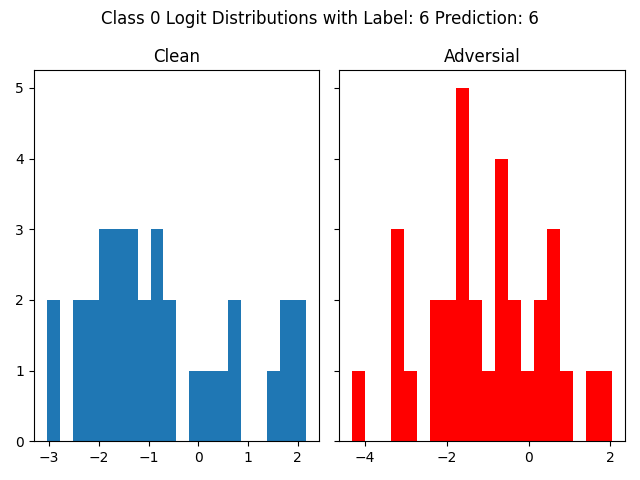 Class 0 Logit Distributions with Label: 6 Prediction: 6
Clean
Adversial
5
4
3
2
1
0
−3 −2 −1 0 1 2
−4 −2 0 2